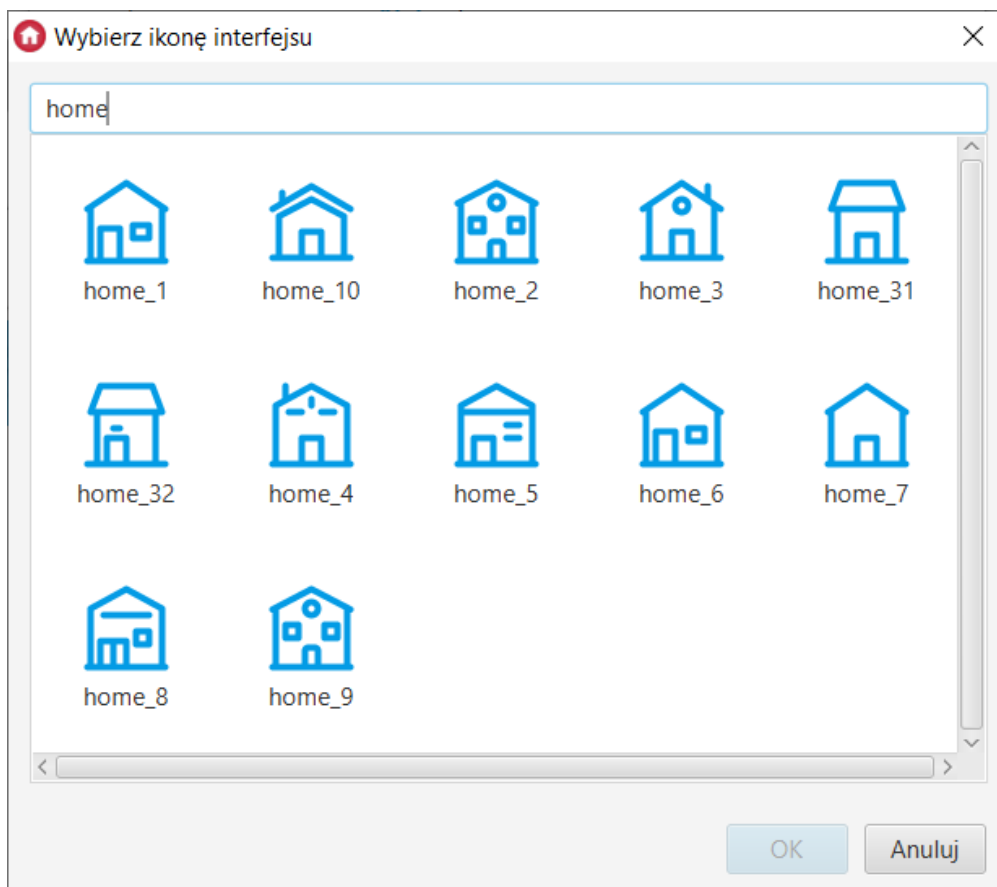 Wybierz ikonę interfejsu
home
home_1 home_10 home_2 home_3 home_31
home_32 home_4 home_5 home_6 home_7
home_8 home_9
OK Anuluj